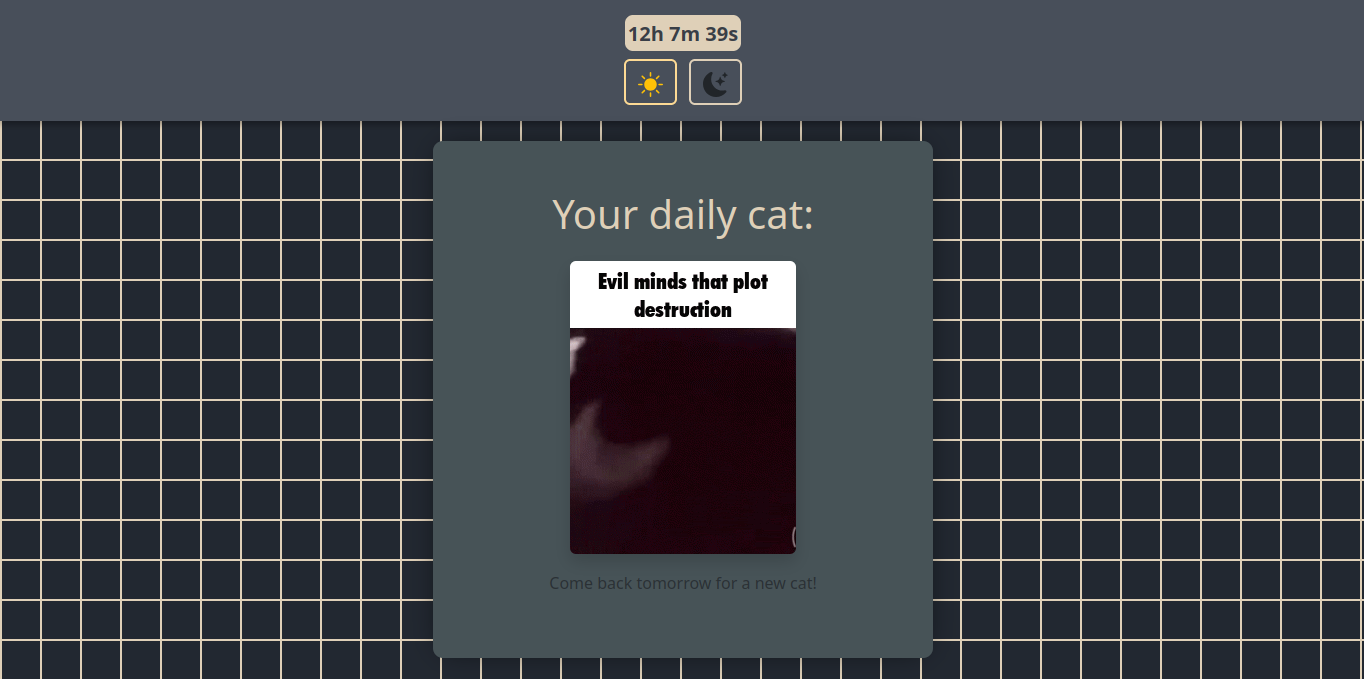 12h 7m 39s
Your daily cat:
Evil minds that plot
destruction
Come back tomorrow for a new cat!